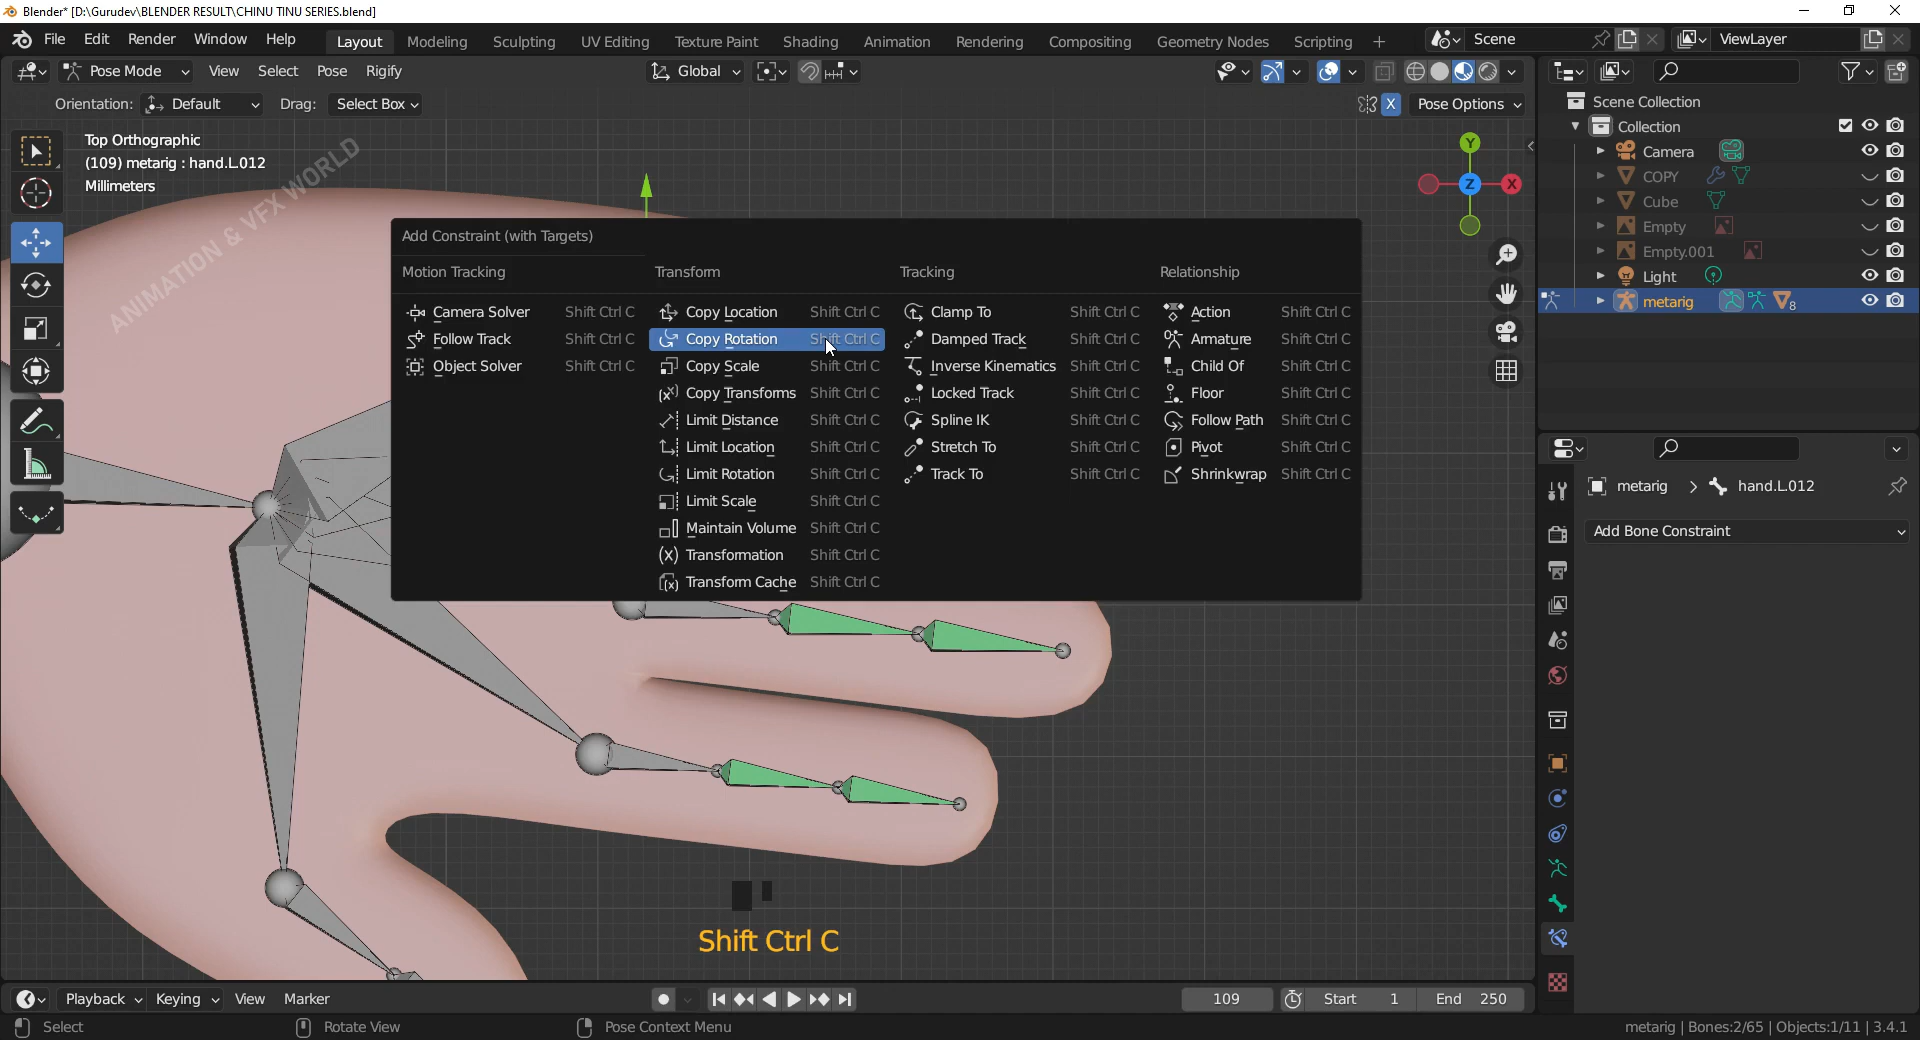 Blender* [D:\Gurudev\BLENDER RESULT\CHINU TINU SERIES.blend]
File Edit Render Window Help
Layout Modeling Sculpting UV Editing Texture Paint Shading Animation Rendering Compositing Geometry Nodes Scripting +
Scene
ViewLayer
Pose Mode View Select Pose Rigify
Global
Orientation: Default Drag: Select Box
X Pose Options
Top Orthographic
(109) metarig : hand.L.012
Millimeters
ANIMATION & VFX WORLD
Y
Z
X
Add Constraint (with Targets)
Motion Tracking
Camera Solver Shift Ctrl C
Follow Track Shift Ctrl C
Object Solver Shift Ctrl C
Transform
Copy Location Shift Ctrl C
Copy Rotation Shift Ctrl C
Copy Scale Shift Ctrl C
Copy Transforms Shift Ctrl C
Limit Distance Shift Ctrl C
Limit Location Shift Ctrl C
Limit Rotation Shift Ctrl C
Limit Scale Shift Ctrl C
Maintain Volume Shift Ctrl C
Transformation Shift Ctrl C
Transform Cache Shift Ctrl C
Tracking
Clamp To Shift Ctrl C
Damped Track Shift Ctrl C
Inverse Kinematics Shift Ctrl C
Locked Track Shift Ctrl C
Spline IK Shift Ctrl C
Stretch To Shift Ctrl C
Track To Shift Ctrl C
Relationship
Action Shift Ctrl C
Armature Shift Ctrl C
Child Of Shift Ctrl C
Floor Shift Ctrl C
Follow Path Shift Ctrl C
Pivot Shift Ctrl C
Shrinkwrap Shift Ctrl C
Shift Ctrl C
Scene Collection
Collection
Camera
COPY
Cube
Empty
Empty.001
Light
metarig 8
metarig > hand.L.012
Add Bone Constraint
Playback Keying View Marker
109
Start 1
End 250
Select
Rotate View
Pose Context Menu
metarig | Bones:2/65 | Objects:1/11 | 3.4.1